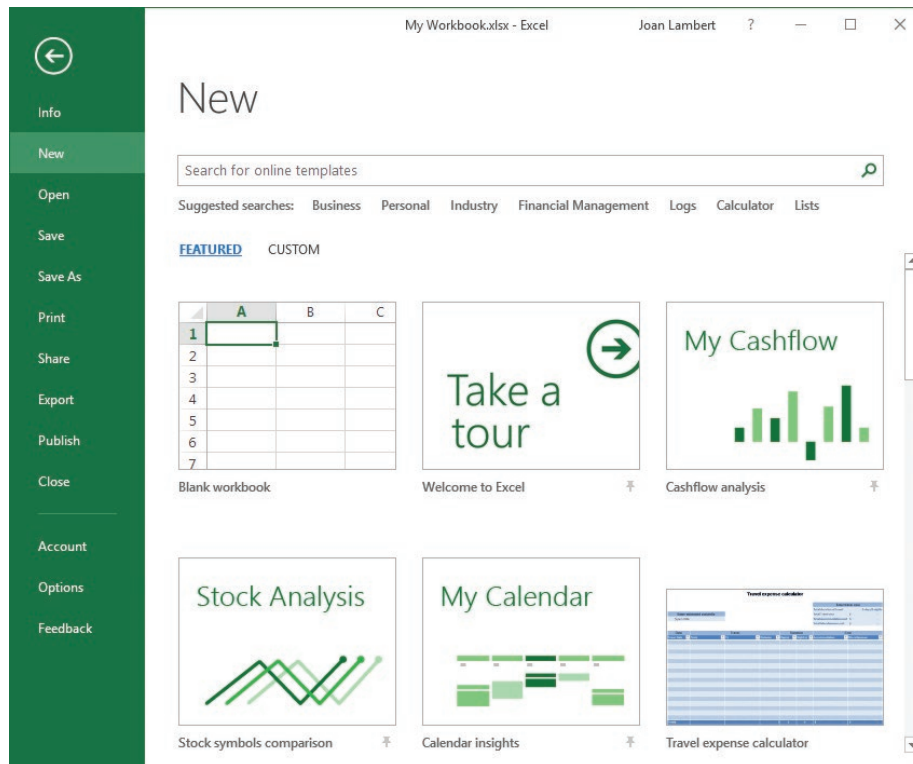 My Workbook.xlsx - Excel
Joan Lambert
?
Info
New
Open
Save
Save As
Print
Share
Export
Publish
Close
Account
Options
Feedback
New
Search for online templates
Suggested searches: Business Personal Industry Financial Management Logs Calculator Lists
FEATURED CUSTOM
A B C
1
2
3
4
5
6
7
Blank workbook
Take a
tour
Welcome to Excel
My Cashflow
Cashflow analysis
Stock Analysis
Stock symbols comparison
My Calendar
Calendar insights
Travel expense calculator
Travel expense calculator